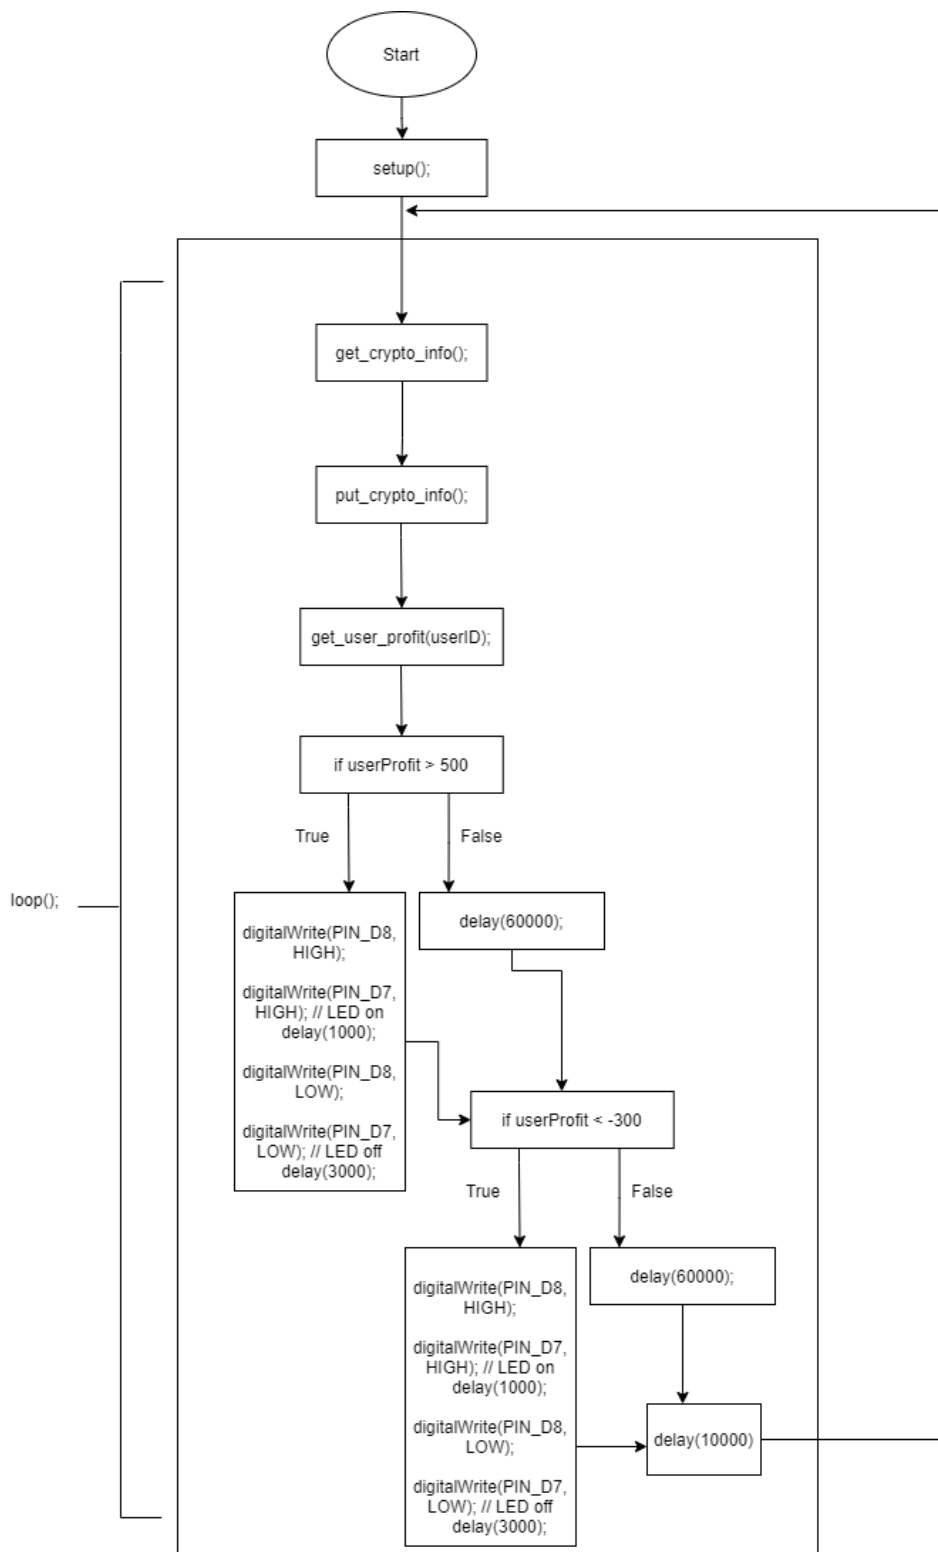 Start
setup();
get_crypto_info();
put_crypto_info();
get_user_profit(userID);
if userProfit > 500
True
False
loop();
digitalWrite(PIN_D8,
HIGH);
digitalWrite(PIN_D7,
HIGH); // LED on
delay(1000);
digitalWrite(PIN_D8,
LOW);
digitalWrite(PIN_D7,
LOW); // LED off
delay(3000);
delay(60000);
if userProfit < -300
True
False
digitalWrite(PIN_D8,
HIGH);
digitalWrite(PIN_D7,
HIGH); // LED on
delay(1000);
digitalWrite(PIN_D8,
LOW);
digitalWrite(PIN_D7,
LOW); // LED off
delay(3000);
delay(60000);
delay(10000)